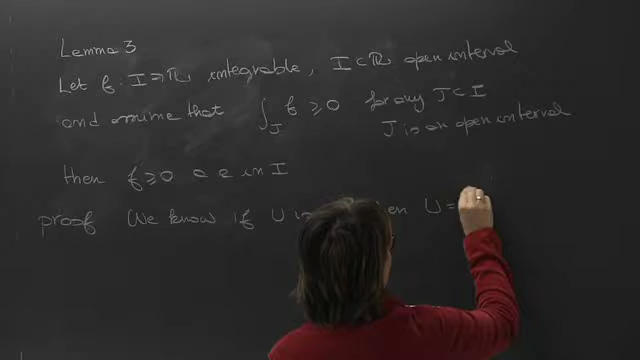 Lemma 3
Let f : I → ℝ integrable, I ⊂ ℝ open interval
and assume that ∫_J f ⩾ 0 for any J ⊂ I
J is an open interval
then f ⩾ 0 a e in I
proof We know if U is U =